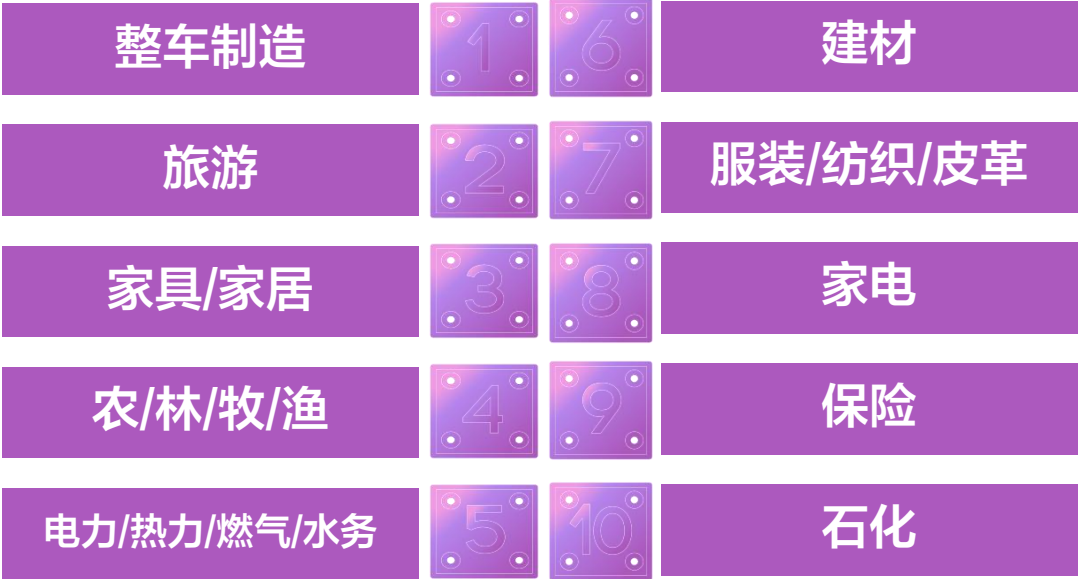 整车制造 1 6 建材
旅游 2 7 服装/纺织/皮革
家具/家居 3 8 家电
农/林/牧/渔 4 9 保险
电力/热力/燃气/水务 5 10 石化